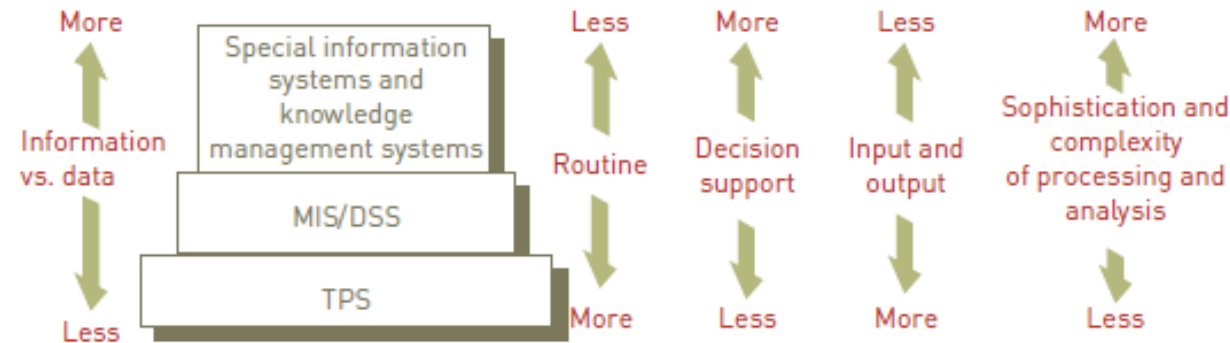 More
Information
vs. data
Less
Special information
systems and
knowledge
management systems
MIS/DSS
TPS
Less
Routine
More
More
Decision
support
Less
Less
Input and
output
More
More
Sophistication and
complexity
of processing and
analysis
Less